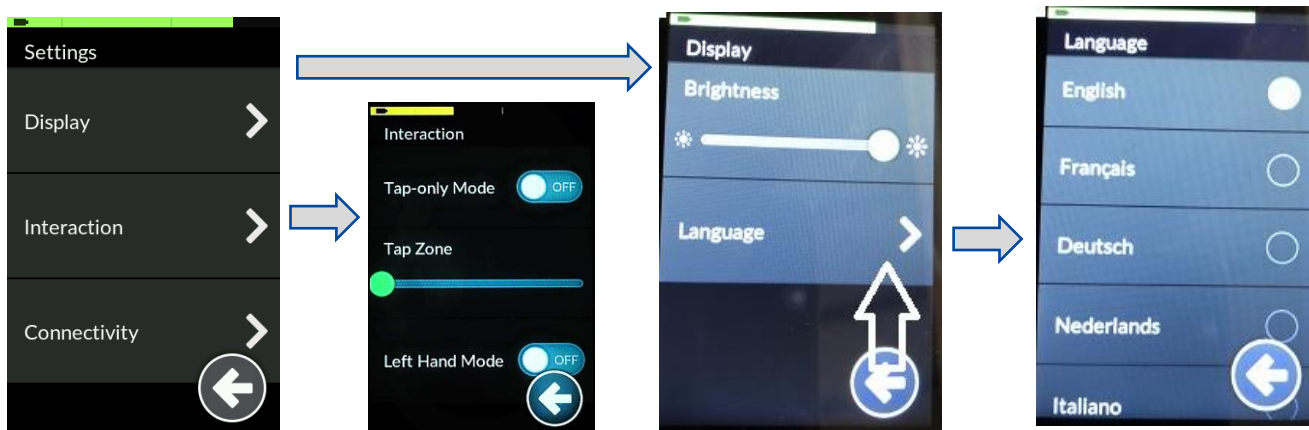 Settings
Display
Interaction
Connectivity
Interaction
Tap-only Mode OFF
Tap Zone
Left Hand Mode OFF
Display
Brightness
Language
Language
English
Français
Deutsch
Nederlands
Italiano